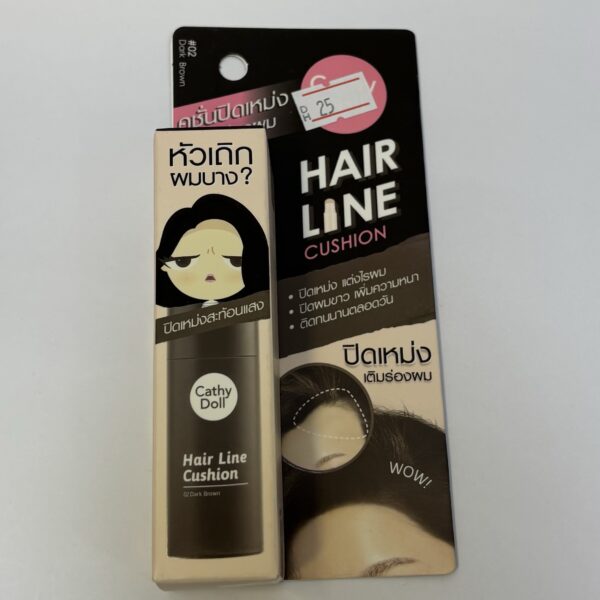 #02
Dark Brown
คุชั่นปิดเหม่ง
DH 25
หัวเถิก
ผมบาง?
HAIR
LINE
CUSHION
• ปิดเหม่ง แต่งไรผม
• ปิดผมขาว เพิ่มความหนา
• ติดทนนานตลอดวัน
ปิดเหม่งสะท้อนแสง
ปิดเหม่ง
เติมร่องผม
Cathy
Doll
Hair Line
Cushion
02 Dark Brown
WOW!